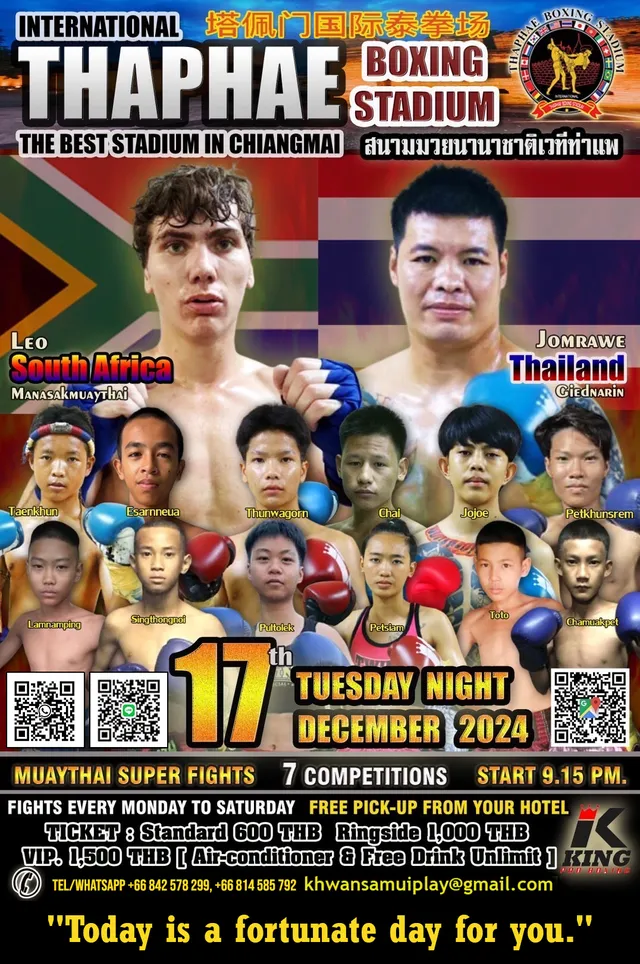 INTERNATIONAL
塔佩门国际泰拳场
THAPHAE
BOXING
STADIUM
THAPHAE BOXING STADIUM
INTERNATIONAL
THE BEST STADIUM IN CHIANGMAI
สนามมวยนานาชาติเวทีท่าแพ
LEO
South Africa
MANASAKMUAYTHAI
JOMRAWE
Thailand
GIEDNARIN
Taenkhun
Esarnneua
Thunwagorn
Chai
Jojoe
Petkhunsrem
Lamnamping
Singthongnoi
Pultolek
Petsiam
Toto
Chamuakpet
17th
TUESDAY NIGHT
DECEMBER 2024
MUAYTHAI SUPER FIGHTS 7 COMPETITIONS START 9.15 PM.
FIGHTS EVERY MONDAY TO SATURDAY FREE PICK-UP FROM YOUR HOTEL
TICKET : Standard 600 THB Ringside 1,000 THB
VIP. 1,500 THB [ Air-conditioner & Free Drink Unlimit ]
K
KING
TEL/WHATSAPP +66 842 578 299, +66 814 585 792 khwansamuiplay@gmail.com
"Today is a fortunate day for you."